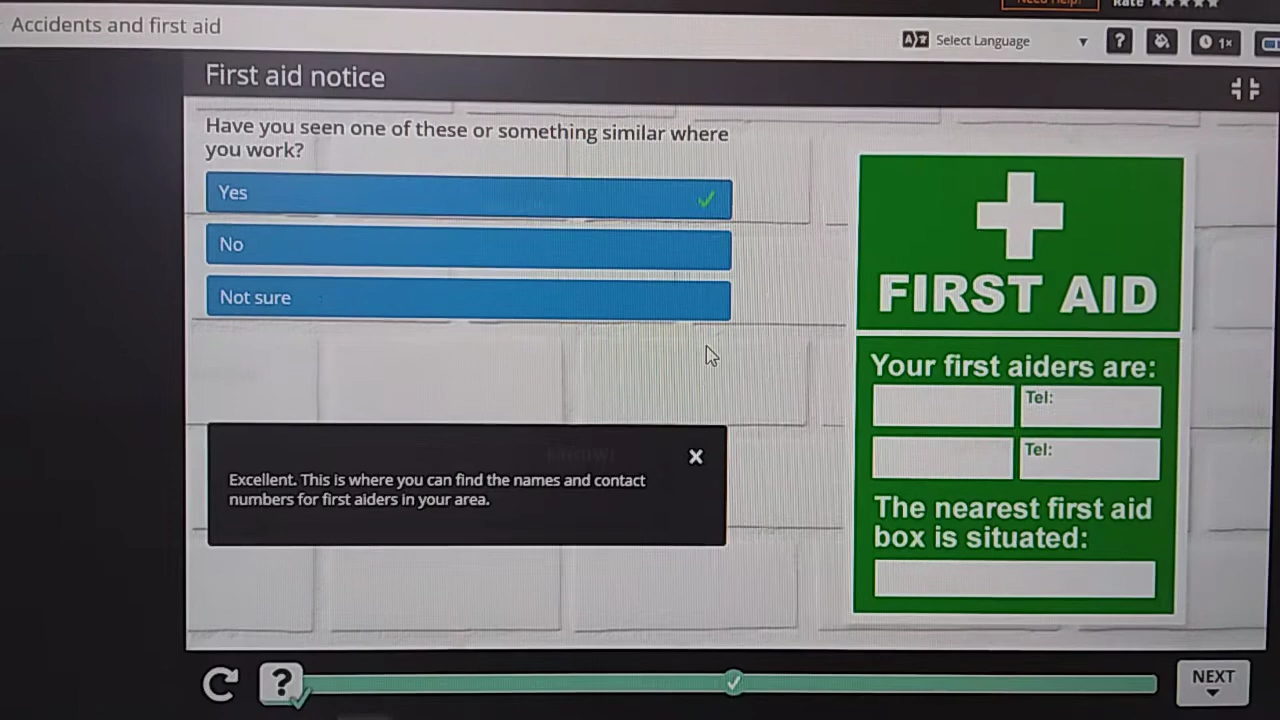 Rate
Accidents and first aid
Select Language
?
1×
First aid notice
Have you seen one of these or something similar where
you work?
Yes
No
Not sure
Excellent. This is where you can find the names and contact
numbers for first aiders in your area.
FIRST AID
Your first aiders are:
Tel:
Tel:
The nearest first aid
box is situated:
?
NEXT